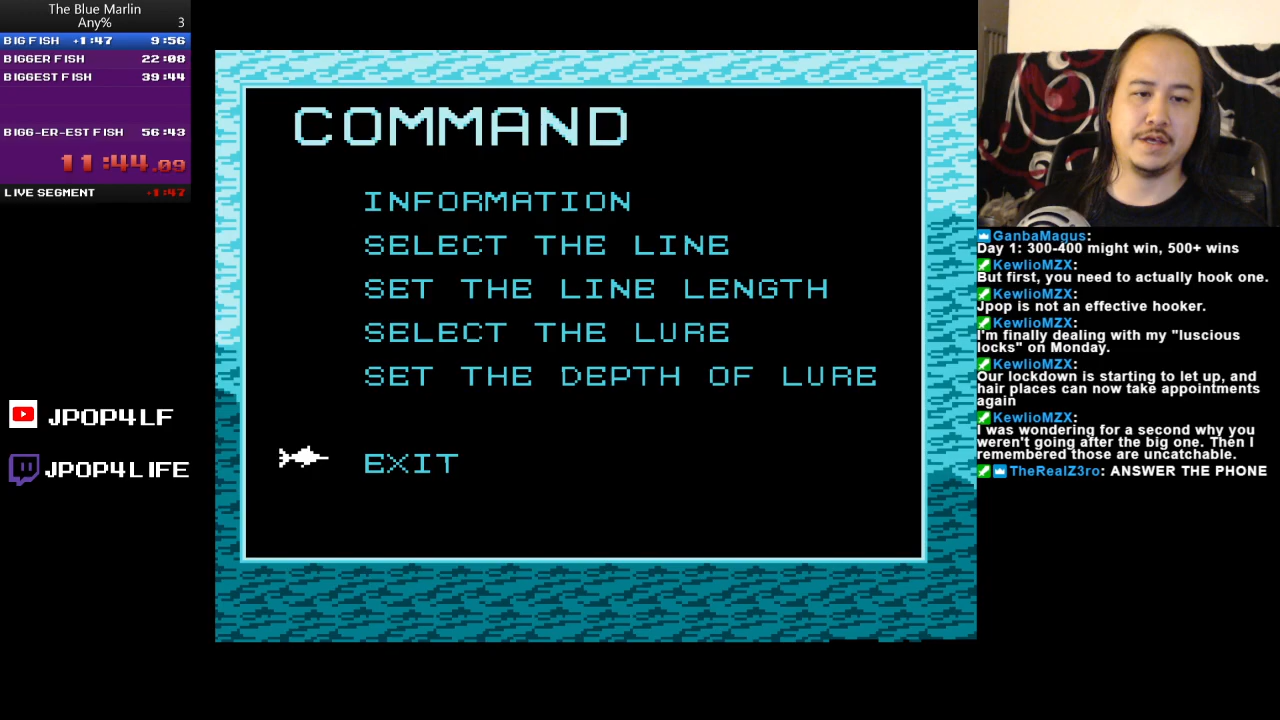 The Blue Marlin
Any% 3
BIG FISH +1:47 9:56
BIGGER FISH 22:08
BIGGEST FISH 39:44
BIGG-ER-EST FISH 56:43
11:44.09
LIVE SEGMENT +1:47
JPOP4LIFE
JPOP4LIFE
COMMAND
INFORMATION
SELECT THE LINE
SET THE LINE LENGTH
SELECT THE LURE
SET THE DEPTH OF LURE
EXIT
GanbaMagus:
Day 1: 300-400 might win, 500+ wins
KewlioMZX:
But first, you need to actually hook one.
KewlioMZX:
Jpop is not an effective hooker.
KewlioMZX:
I'm finally dealing with my "luscious
locks" on Monday.
KewlioMZX:
Our lockdown is starting to let up, and
hair places can now take appointments
again
KewlioMZX:
I was wondering for a second why you
weren't going after the big one. Then I
remembered those are uncatchable.
TheRealZ3ro: ANSWER THE PHONE